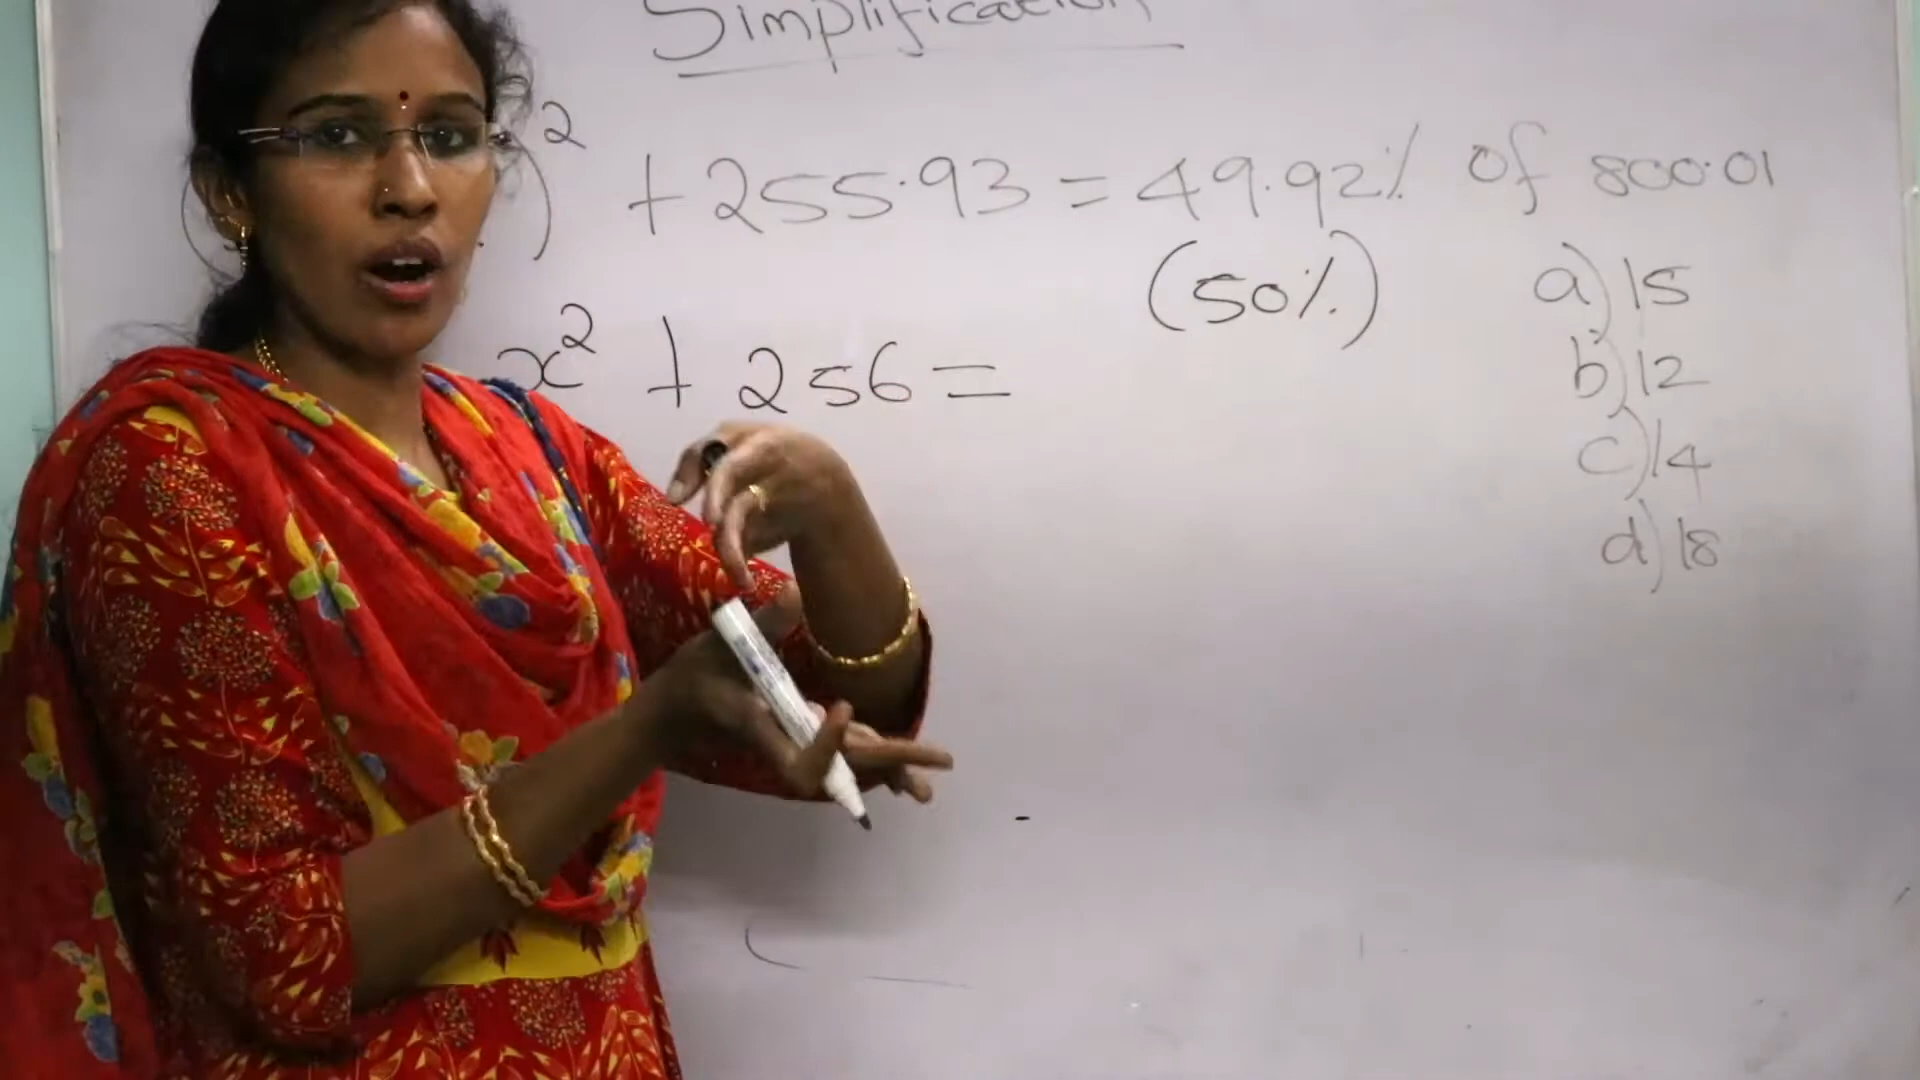 Simplification
)² + 255.93 = 49.92% of 800.01
(50%)
x² + 256 =
a) 15
b) 12
c) 14
d) 18